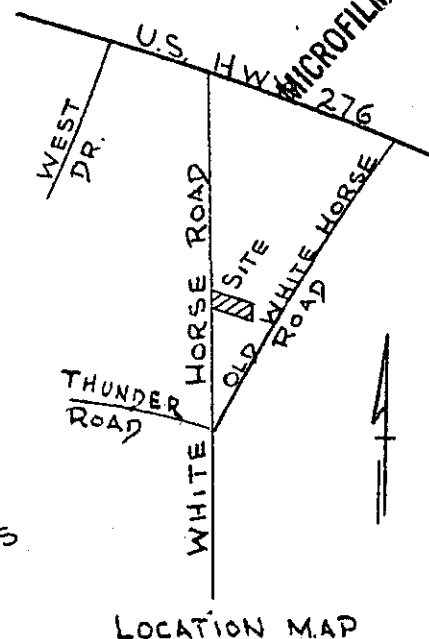 MICROFILM
U.S. HWY 276
WEST
DR.
WHITE HORSE ROAD
SITE
OLD WHITE HORSE
ROAD
THUNDER
ROAD
S
LOCATION MAP